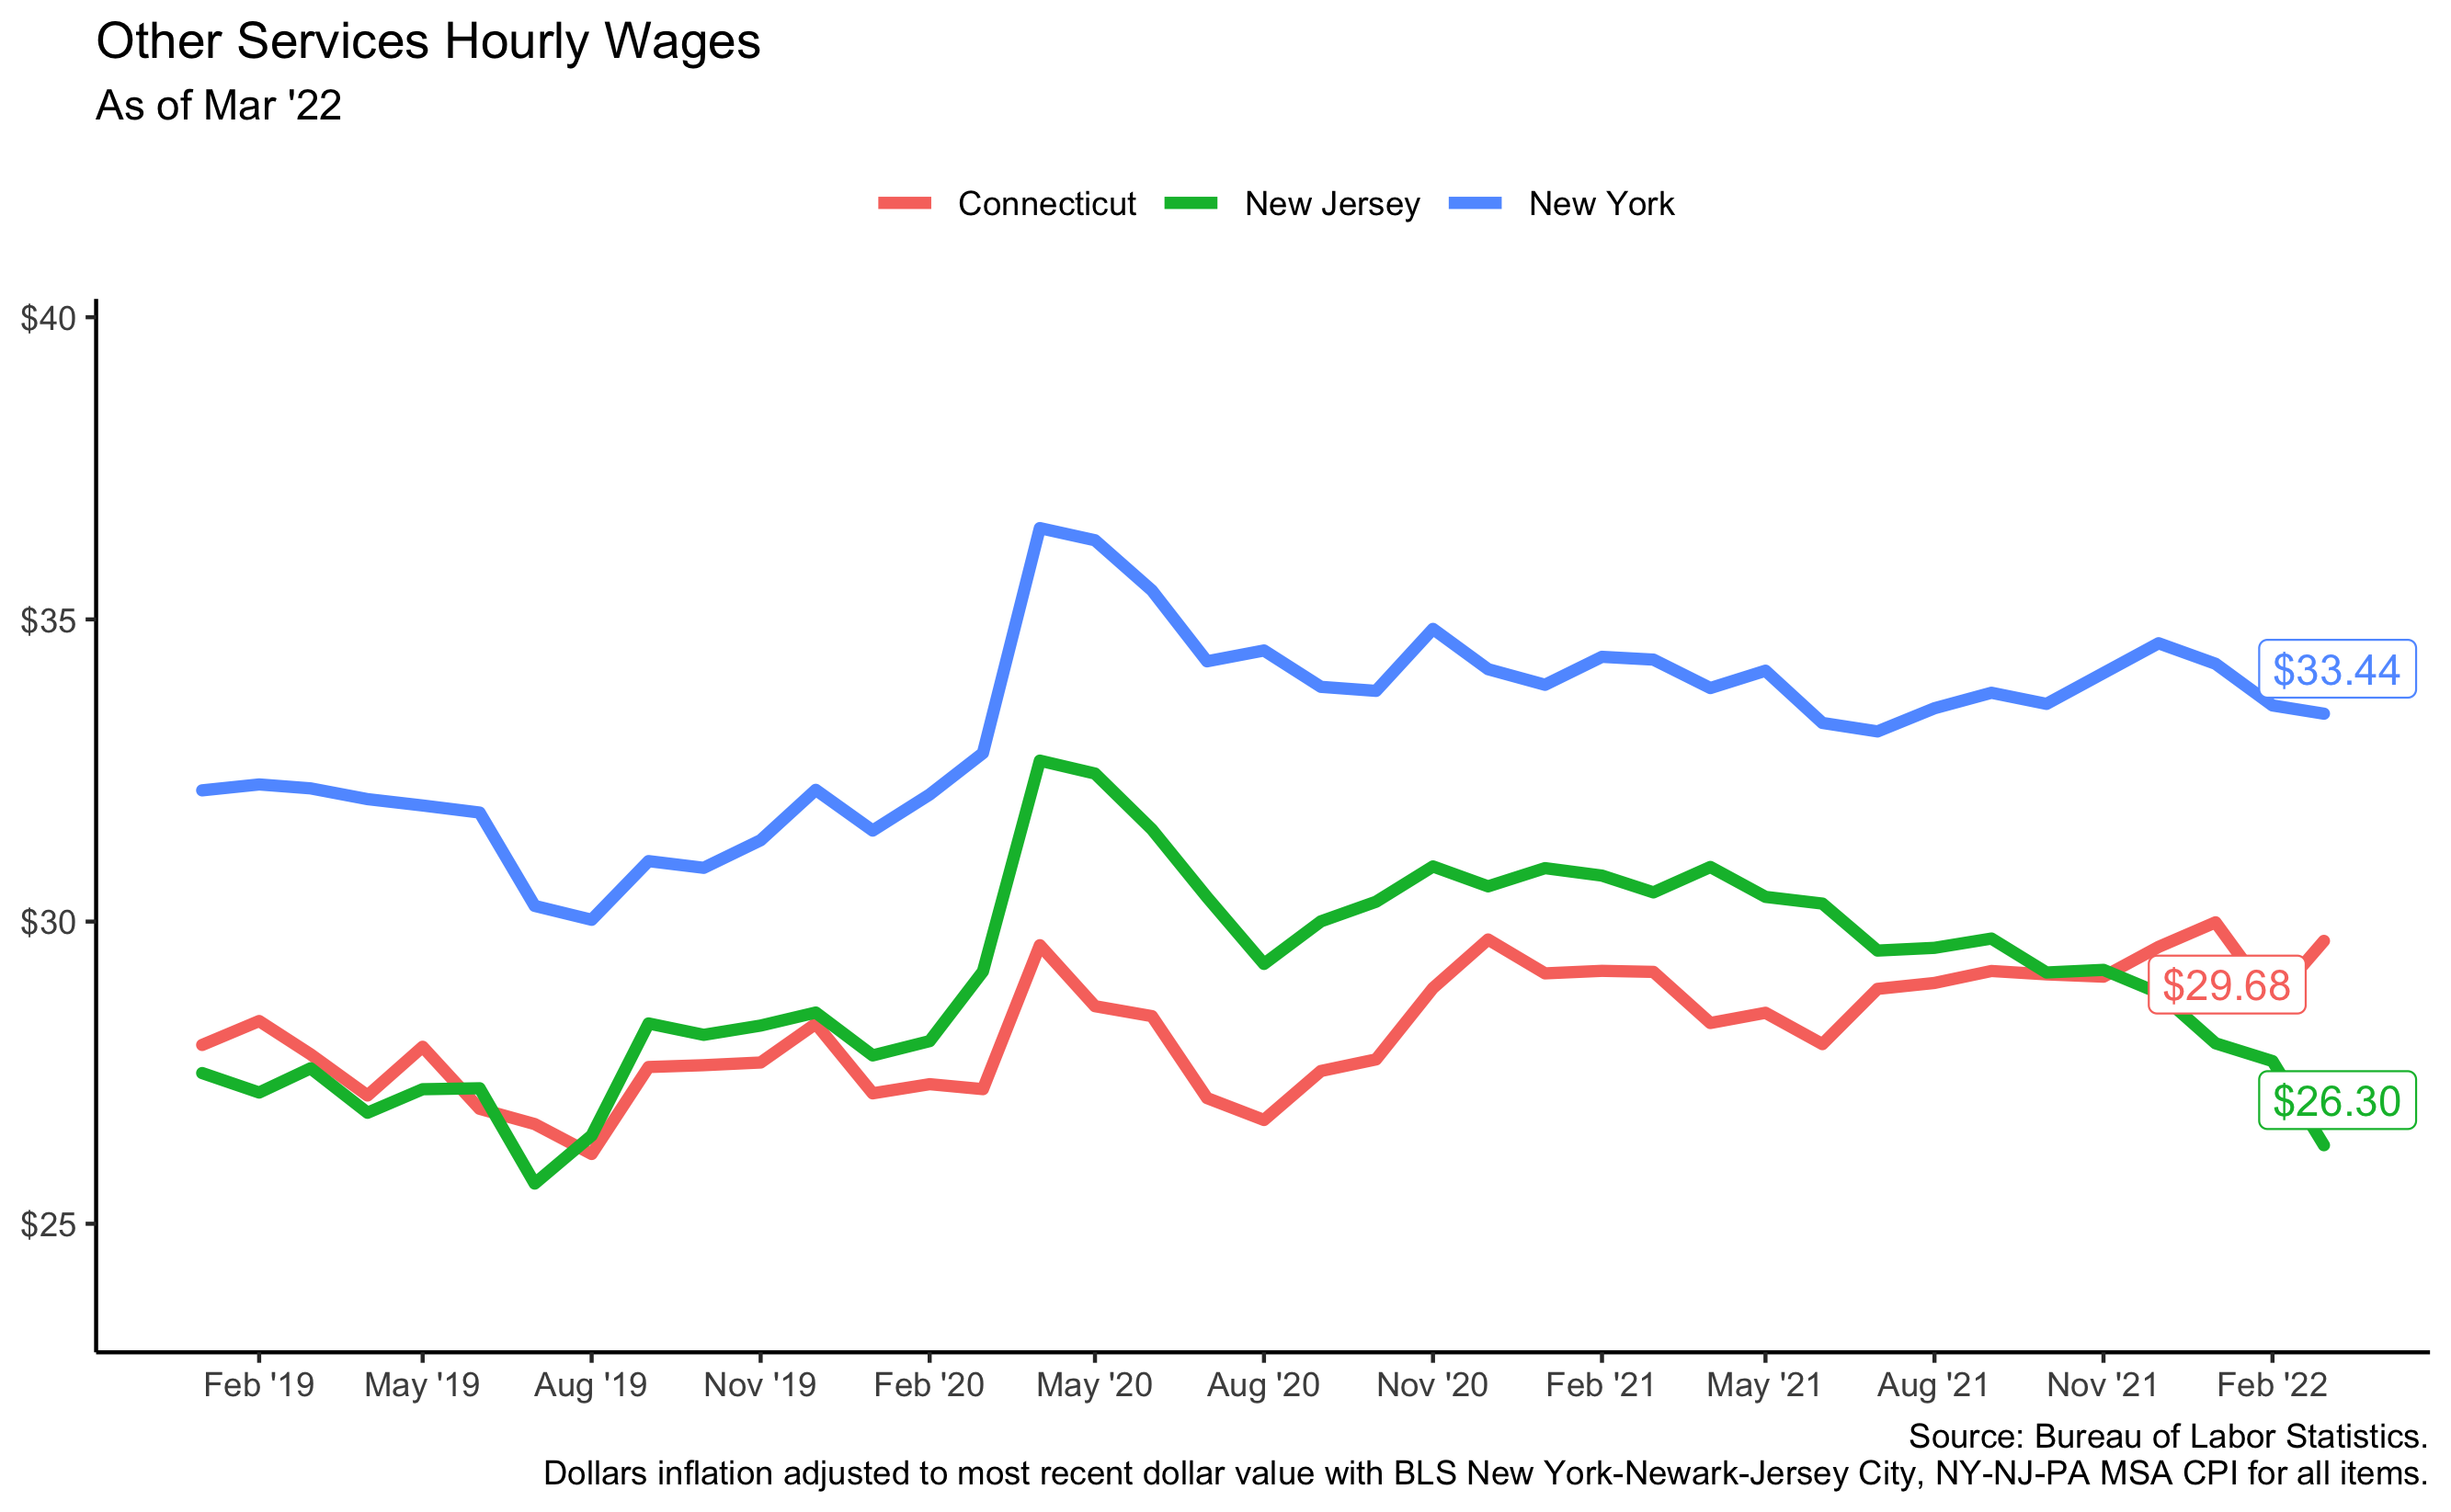 Other Services Hourly Wages
As of Mar '22
Connecticut New Jersey New York
$40
$35
$30
$25
$33.44
$29.68
$26.30
Feb '19 May '19 Aug '19 Nov '19 Feb '20 May '20 Aug '20 Nov '20 Feb '21 May '21 Aug '21 Nov '21 Feb '22
Source: Bureau of Labor Statistics.
Dollars inflation adjusted to most recent dollar value with BLS New York-Newark-Jersey City, NY-NJ-PA MSA CPI for all items.